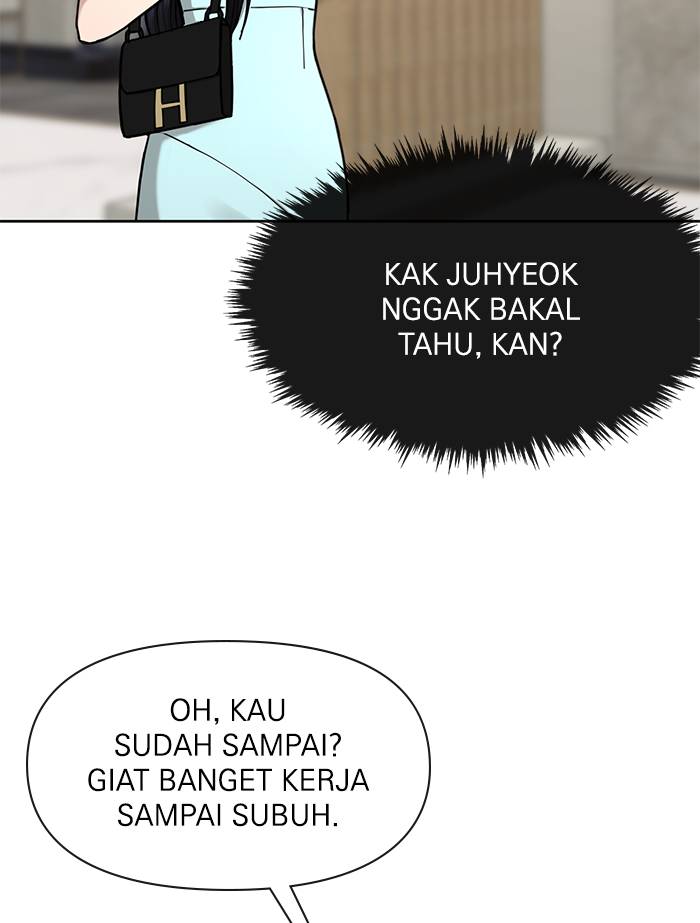 H
KAK JUHYEOK
NGGAK BAKAL
TAHU, KAN?
OH, KAU
SUDAH SAMPAI?
GIAT BANGET KERJA
SAMPAI SUBUH.